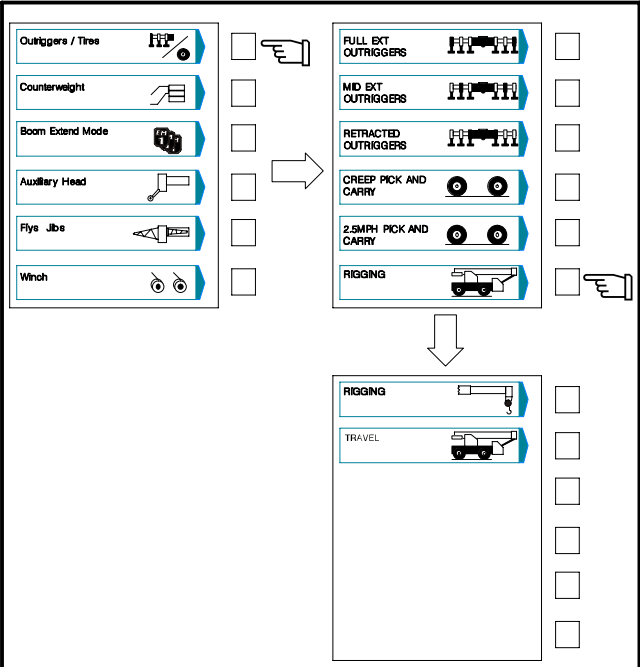 Outriggers / Tires
Counterweight
Boom Extend Mode
Auxiliary Head
Flys Jibs
Winch
FULL EXT
OUTRIGGERS
MID EXT
OUTRIGGERS
RETRACTED
OUTRIGGERS
CREEP PICK AND
CARRY
2.5MPH PICK AND
CARRY
RIGGING
RIGGING
TRAVEL